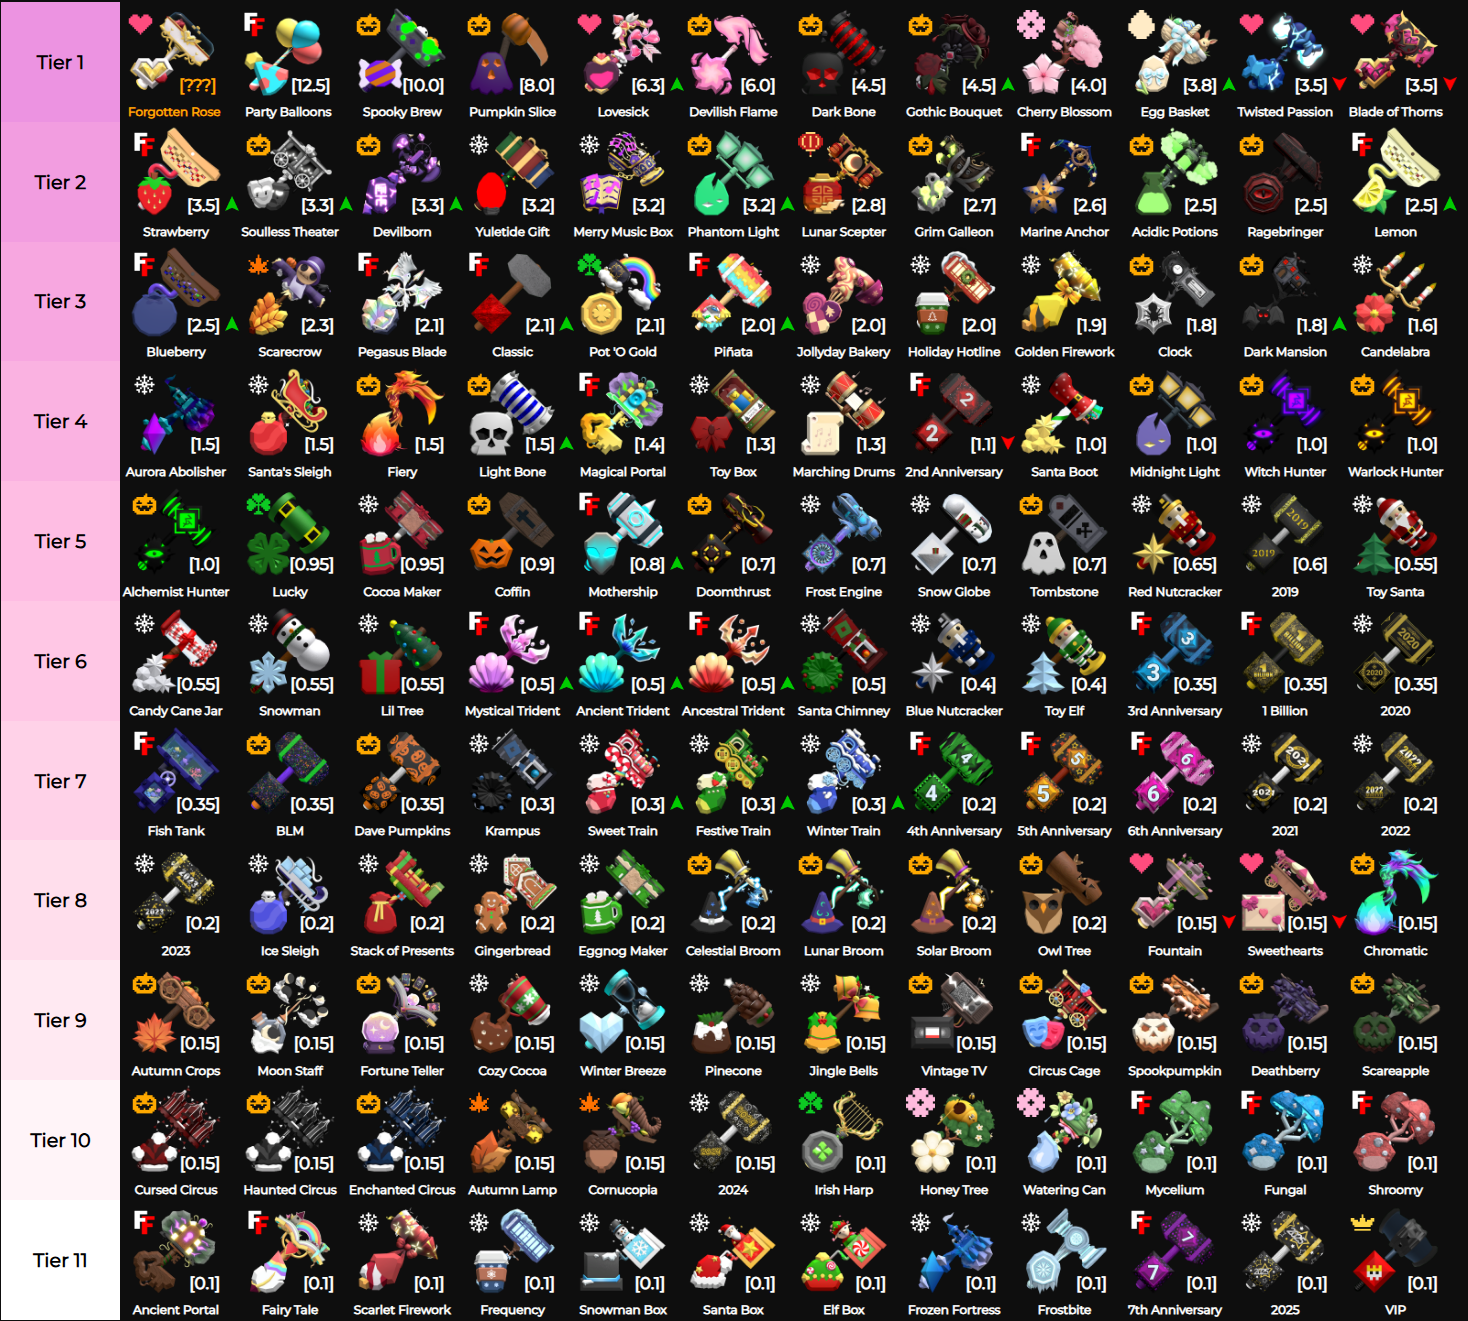 Tier 1
[???] [12.5] [10.0] [8.0] [6.3] [6.0] [4.5] [4.5] [4.0] [3.8] [3.5] [3.5]
Forgotten Rose Party Balloons Spooky Brew Pumpkin Slice Lovesick Devilish Flame Dark Bone Gothic Bouquet Cherry Blossom Egg Basket Twisted Passion Blade of Thorns
Tier 2
[3.5] [3.3] [3.3] [3.2] [3.2] [3.2] [2.8] [2.7] [2.6] [2.5] [2.5] [2.5]
Strawberry Soulless Theater Devilborn Yuletide Gift Merry Music Box Phantom Light Lunar Scepter Grim Galleon Marine Anchor Acidic Potions Ragebringer Lemon
Tier 3
[2.5] [2.3] [2.1] [2.1] [2.1] [2.0] [2.0] [2.0] [1.9] [1.8] [1.8] [1.6]
Blueberry Scarecrow Pegasus Blade Classic Pot 'O Gold Piñata Jollyday Bakery Holiday Hotline Golden Firework Clock Dark Mansion Candelabra
Tier 4
[1.5] [1.5] [1.5] [1.5] [1.4] [1.3] [1.3] [1.1] [1.0] [1.0] [1.0] [1.0]
Aurora Abolisher Santa's Sleigh Fiery Light Bone Magical Portal Toy Box Marching Drums 2nd Anniversary Santa Boot Midnight Light Witch Hunter Warlock Hunter
Tier 5
[1.0] [0.95] [0.95] [0.9] [0.8] [0.7] [0.7] [0.7] [0.7] [0.65] [0.6] [0.55]
Alchemist Hunter Lucky Cocoa Maker Coffin Mothership Doomthrust Frost Engine Snow Globe Tombstone Red Nutcracker 2019 Toy Santa
Tier 6
[0.55] [0.55] [0.55] [0.5] [0.5] [0.5] [0.5] [0.4] [0.4] [0.35] [0.35] [0.35]
Candy Cane Jar Snowman Lil Tree Mystical Trident Ancient Trident Ancestral Trident Santa Chimney Blue Nutcracker Toy Elf 3rd Anniversary 1 Billion 2020
Tier 7
[0.35] [0.35] [0.35] [0.3] [0.3] [0.3] [0.3] [0.2] [0.2] [0.2] [0.2] [0.2]
Fish Tank BLM Dave Pumpkins Krampus Sweet Train Festive Train Winter Train 4th Anniversary 5th Anniversary 6th Anniversary 2021 2022
Tier 8
[0.2] [0.2] [0.2] [0.2] [0.2] [0.2] [0.2] [0.2] [0.2] [0.15] [0.15] [0.15]
2023 Ice Sleigh Stack of Presents Gingerbread Eggnog Maker Celestial Broom Lunar Broom Solar Broom Owl Tree Fountain Sweethearts Chromatic
Tier 9
[0.15] [0.15] [0.15] [0.15] [0.15] [0.15] [0.15] [0.15] [0.15] [0.15] [0.15] [0.15]
Autumn Crops Moon Staff Fortune Teller Cozy Cocoa Winter Breeze Pinecone Jingle Bells Vintage TV Circus Cage Spookpumpkin Deathberry Scareapple
Tier 10
[0.15] [0.15] [0.15] [0.15] [0.15] [0.15] [0.1] [0.1] [0.1] [0.1] [0.1] [0.1]
Cursed Circus Haunted Circus Enchanted Circus Autumn Lamp Cornucopia 2024 Irish Harp Honey Tree Watering Can Mycelium Fungal Shroomy
Tier 11
[0.1] [0.1] [0.1] [0.1] [0.1] [0.1] [0.1] [0.1] [0.1] [0.1] [0.1] [0.1]
Ancient Portal Fairy Tale Scarlet Firework Frequency Snowman Box Santa Box Elf Box Frozen Fortress Frostbite 7th Anniversary 2025 VIP